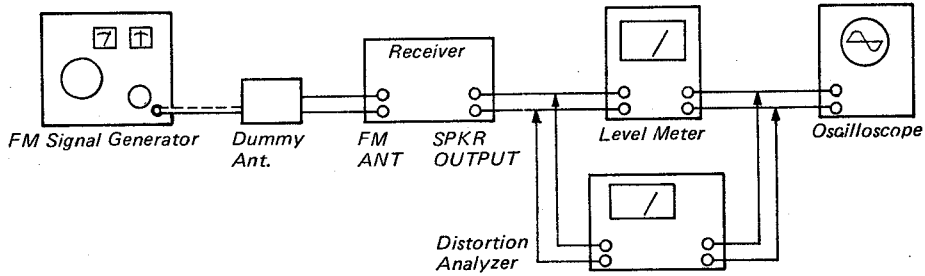 Receiver
FM Signal Generator
Dummy
Ant.
FM
ANT
SPKR
OUTPUT
Level Meter
Oscilloscope
Distortion
Analyzer